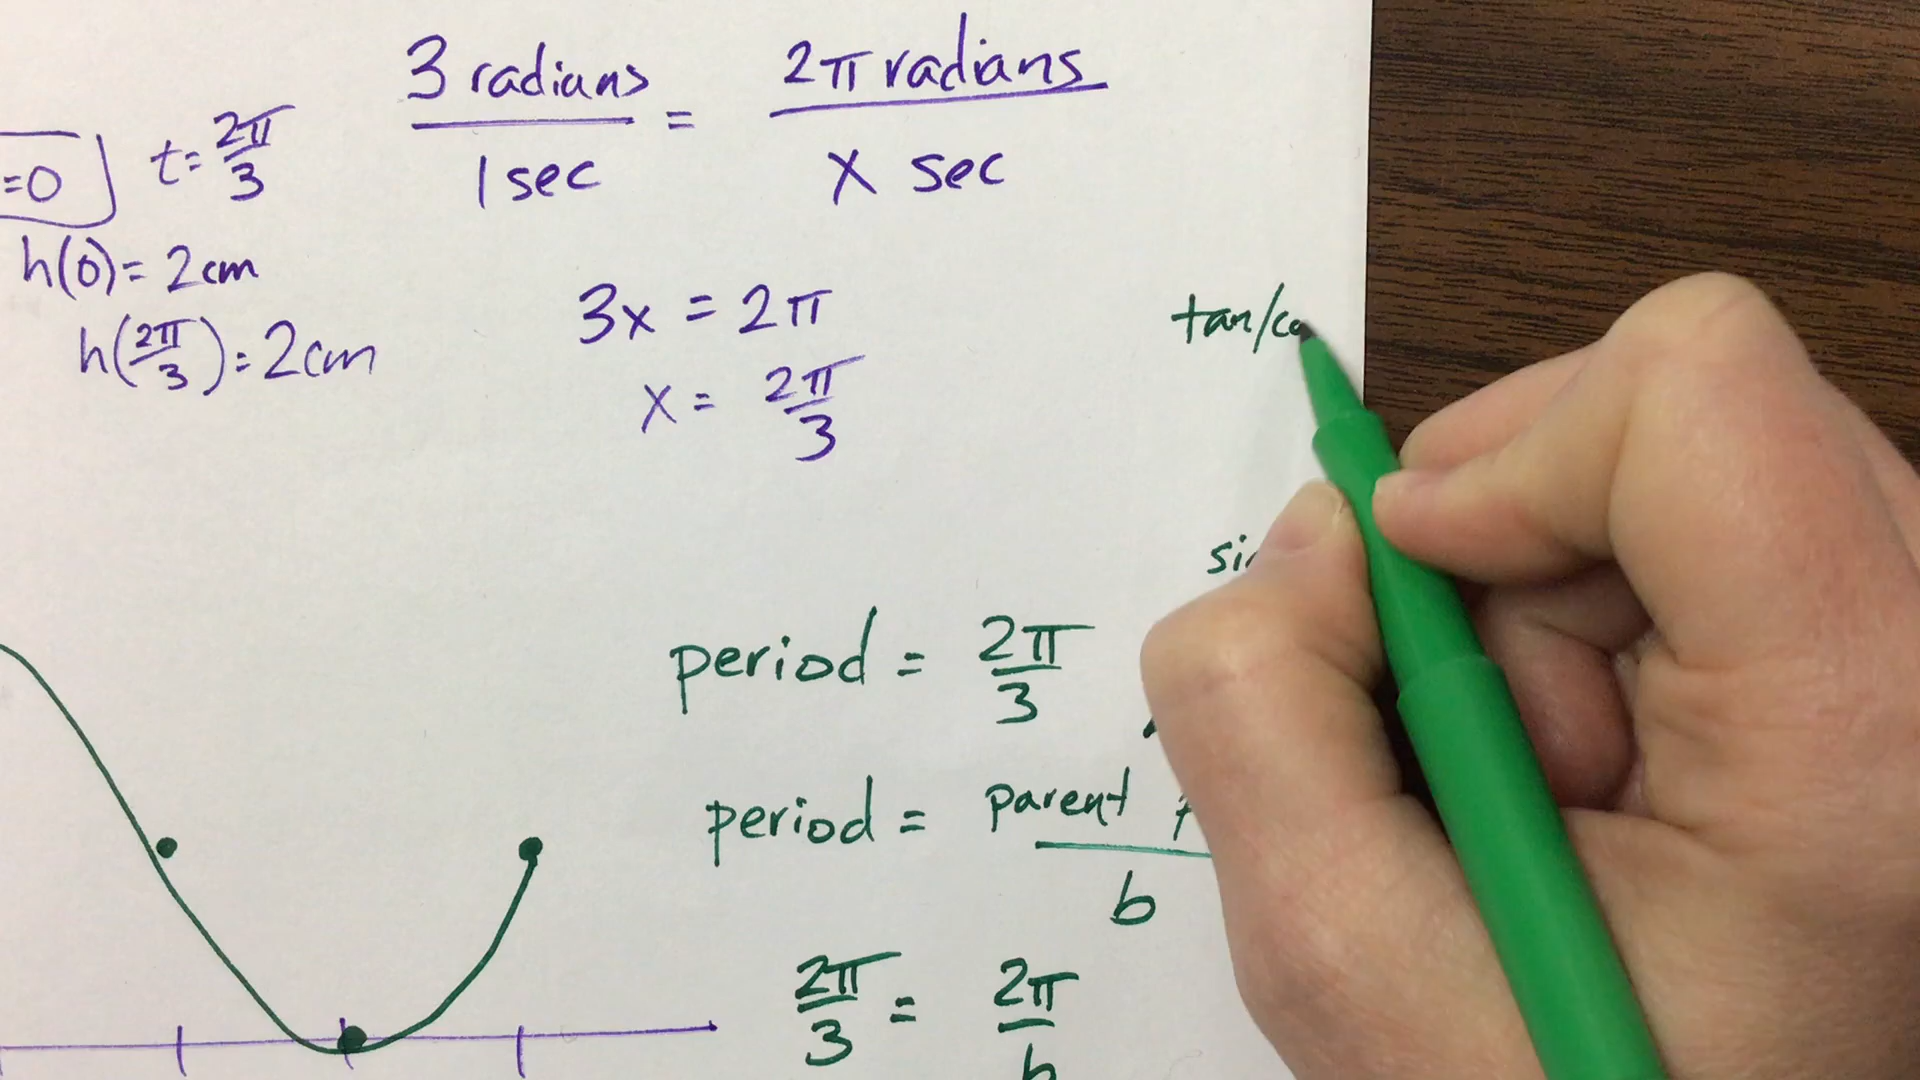 3 radians / 1 sec = 2π radians / x sec
=0
t = 2π/3
h(0) = 2cm
h(2π/3) = 2cm
3x = 2π
x = 2π/3
tan/co
period = 2π/3
period = parent / b
2π/3 = 2π/b